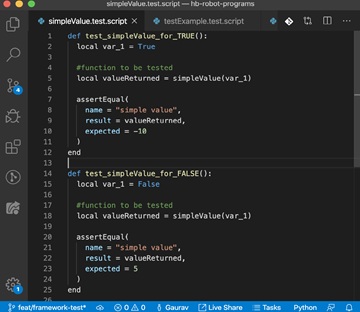 simpleValue.test.script — hb-robot-programs
simpleValue.test.script testExample.test.script
1 def test_simpleValue_for_TRUE():
2 local var_1 = True
3
4 #function to be tested
5 local valueReturned = simpleValue(var_1)
6
7 assertEqual(
8 name = "simple value",
9 result = valueReturned,
10 expected = -10
11 )
12 end
13
14 def test_simpleValue_for_FALSE():
15 local var_1 = False
16
17 #function to be tested
18 local valueReturned = simpleValue(var_1)
19
20 assertEqual(
21 name = "simple value",
22 result = valueReturned,
23 expected = 5
24 )
25 end
4
1
feat/framework-test* 0 0 Gaurav Live Share Tasks Python